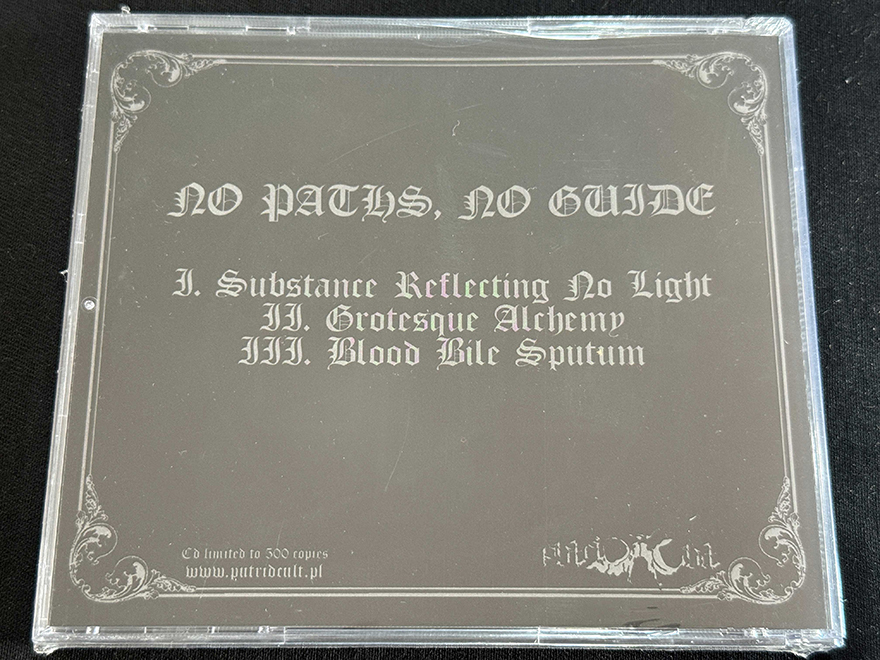 NO PATHS, NO GUIDE
I. Substance Reflecting No Light
II. Grotesque Alchemy
III. Blood Bile Sputum
Cd limited to 500 copies
www.putridcult.pl